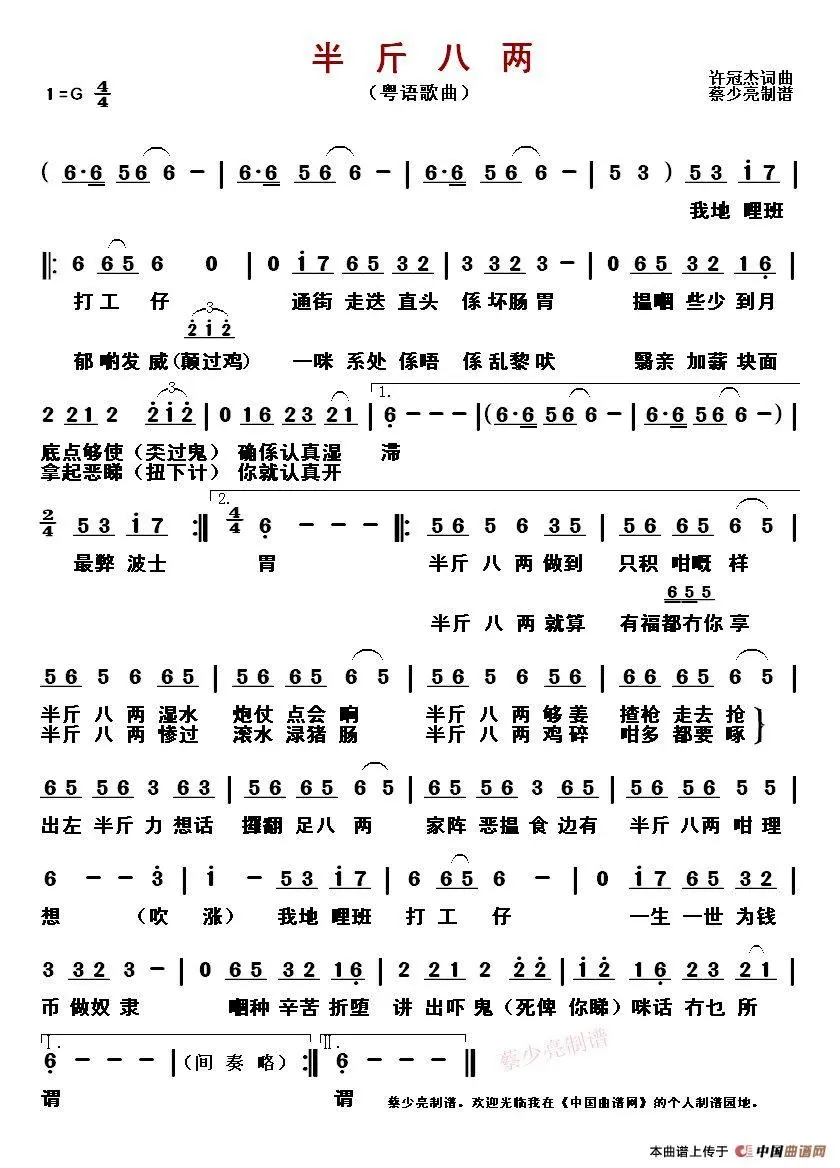 半斤八两
（粤语歌曲）
1=G 4/4
许冠杰词曲
蔡少亮制谱
( 6·6 56 6 - | 6·6 56 6 - | 6·6 56 6 - | 5 3 ) 53 i7 |
我地 哩班
|: 6 65 6 0 | 0 i7 65 32 | 3 323 - | 0 65 32 16 |
打工仔 通街 走迭 直头 係坏肠胃 揾嗰 些少 到月
3
2i2
郁啲发威(颠过鸡) 一咪 系处 係唔 係乱黎吠 翳亲 加薪 块面
3
2 21 2 2i2 | 0 16 23 21 | 1. 6 - - - | (6·6 56 6 - | 6·6 56 6 -) |
底点够使（奀过鬼）确係认真湿 滞
拿起恶睇（扭下计）你就认真开
2/4 53 i7 :| 2. 4/4 6 - - - |: 56 5 6 35 | 56 65 6 5 |
最弊 波士 胃 半斤 八 两 做到 只积 咁嘅 样
655
半斤 八 两 就算 有福都冇你 享
56 5 6 65 | 56 65 6 5 | 56 5 6 65 | 56 65 6 5 |
半斤 八 两 湿水 炮仗 点会 响 半斤 八 两 够姜 揸枪 走去 抢
半斤 八 两 惨过 滚水 渌猪 肠 半斤 八 两 鸡碎 咁多 都要 啄
65 56 3 63 | 56 65 6 5 | 65 56 3 65 | 56 56 5 5 |
出左 半斤 力 想话 攞翻 足八 两 家阵 恶揾 食 边有 半斤 八两 咁 理
6 - - 3 | i - 53 i7 | 6 65 6 - | 0 i7 65 32 |
想 （吹 涨） 我地 哩班 打 工 仔 一生 一世 为钱
3 32 3 - | 0 65 32 16 | 2 21 2 22 | i2 16 23 21 |
币 做奴 隶 嗰种 辛苦 折堕 讲 出吓 鬼（死俾 你睇）咪话 冇乜 所
I. 6 - - - | （间奏略） :| II. 6 - - - ||
谓 谓
蔡少亮制谱
蔡少亮制谱。欢迎光临我在《中国曲谱网》的个人制谱园地。
本曲谱上传于 中国曲谱网